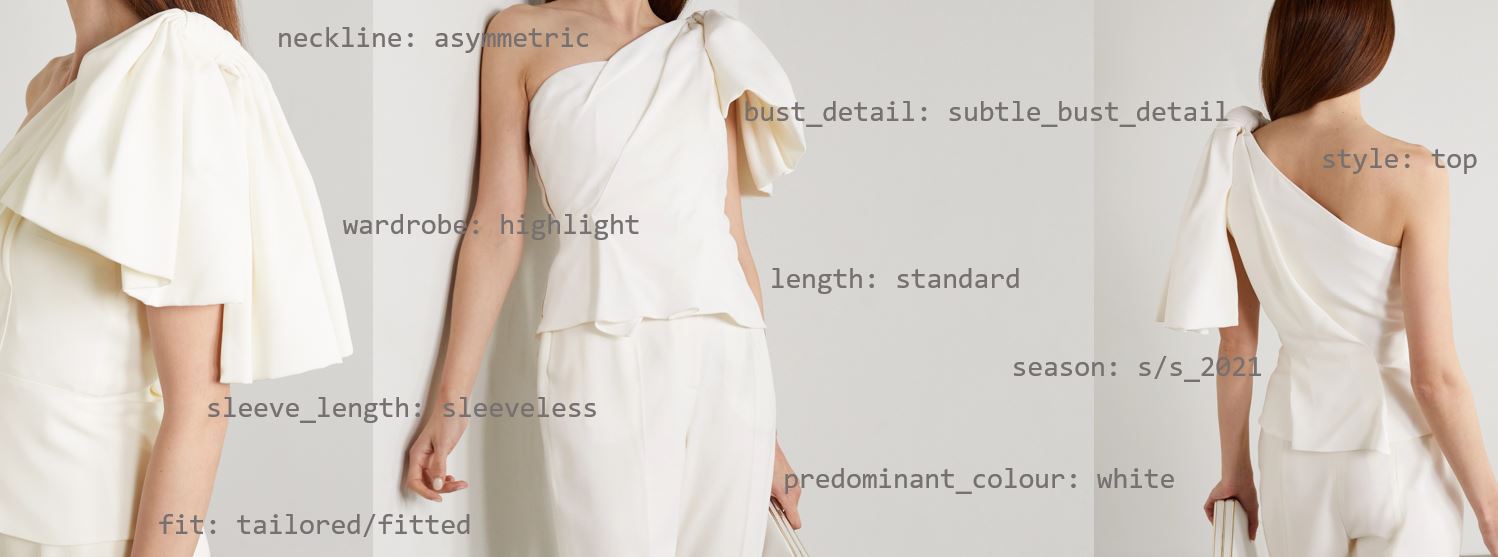 neckline: asymmetric
bust_detail: subtle_bust_detail
style: top
wardrobe: highlight
length: standard
season: s/s_2021
sleeve_length: sleeveless
predominant_colour: white
fit: tailored/fitted